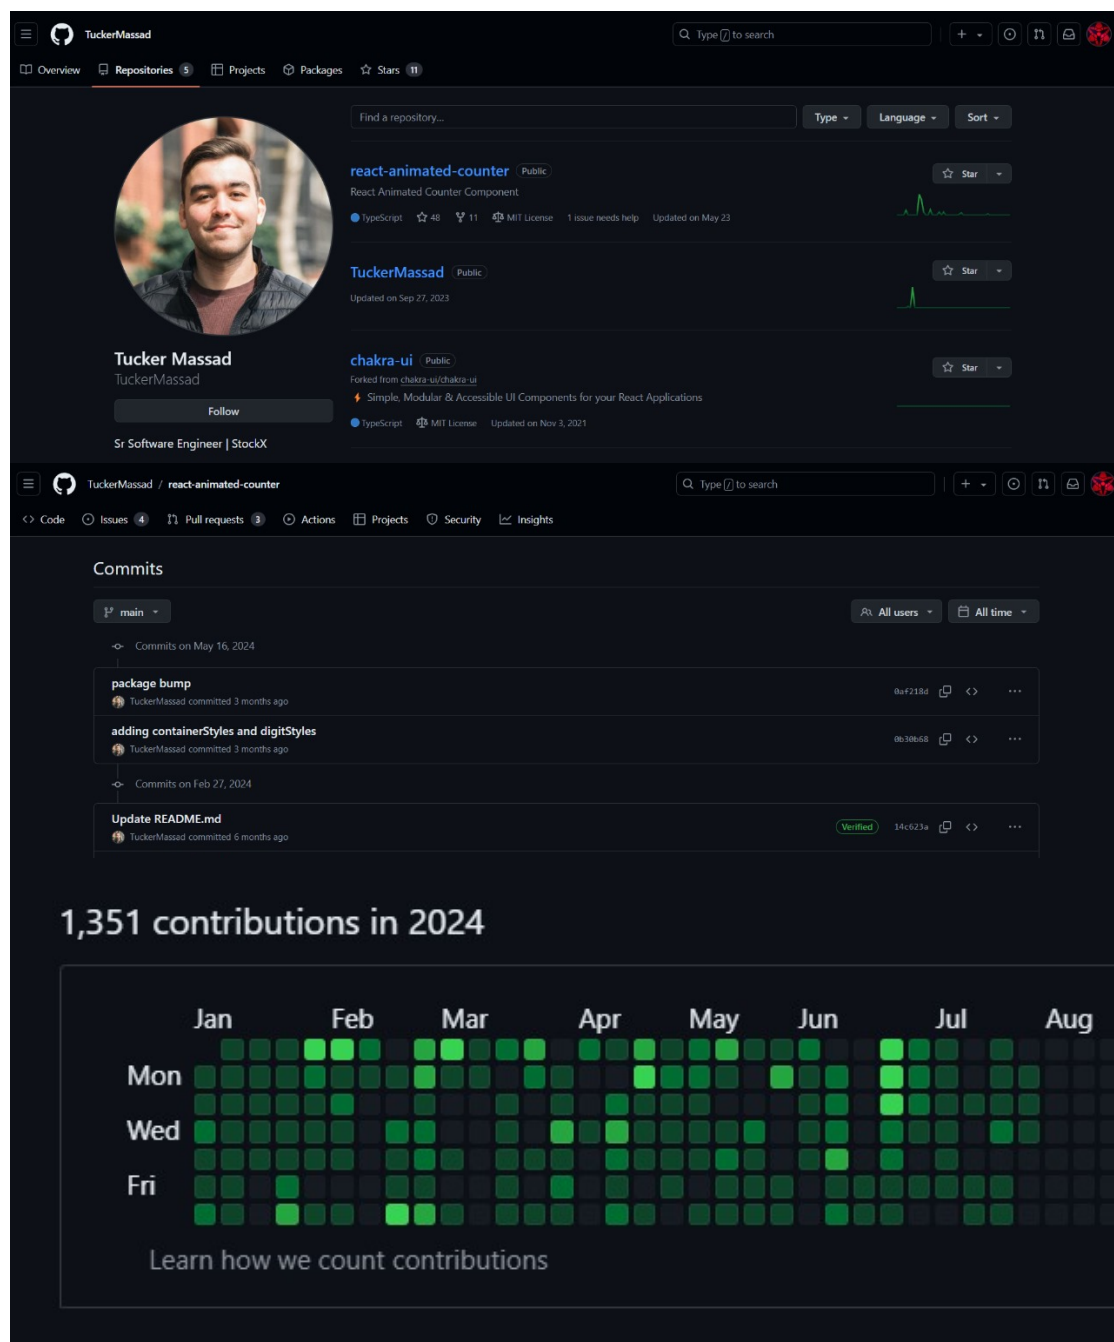 TuckerMassad
Type / to search
Overview Repositories 5 Projects Packages Stars 11
Find a repository... Type Language Sort
react-animated-counter Public Star
React Animated Counter Component
TypeScript 48 11 MIT License 1 issue needs help Updated on May 23
TuckerMassad Public Star
Updated on Sep 27, 2023
Tucker Massad
TuckerMassad
Follow
Sr Software Engineer | StockX
chakra-ui Public Star
Forked from chakra-ui/chakra-ui
Simple, Modular & Accessible UI Components for your React Applications
TypeScript MIT License Updated on Nov 3, 2021
TuckerMassad / react-animated-counter
Type / to search
Code Issues 4 Pull requests 3 Actions Projects Security Insights
Commits
main All users All time
Commits on May 16, 2024
package bump
TuckerMassad committed 3 months ago
0af218d
adding containerStyles and digitStyles
TuckerMassad committed 3 months ago
0b30b68
Commits on Feb 27, 2024
Update README.md
TuckerMassad committed 6 months ago
Verified 14c623a
1,351 contributions in 2024
Jan Feb Mar Apr May Jun Jul Aug
Mon
Wed
Fri
Learn how we count contributions